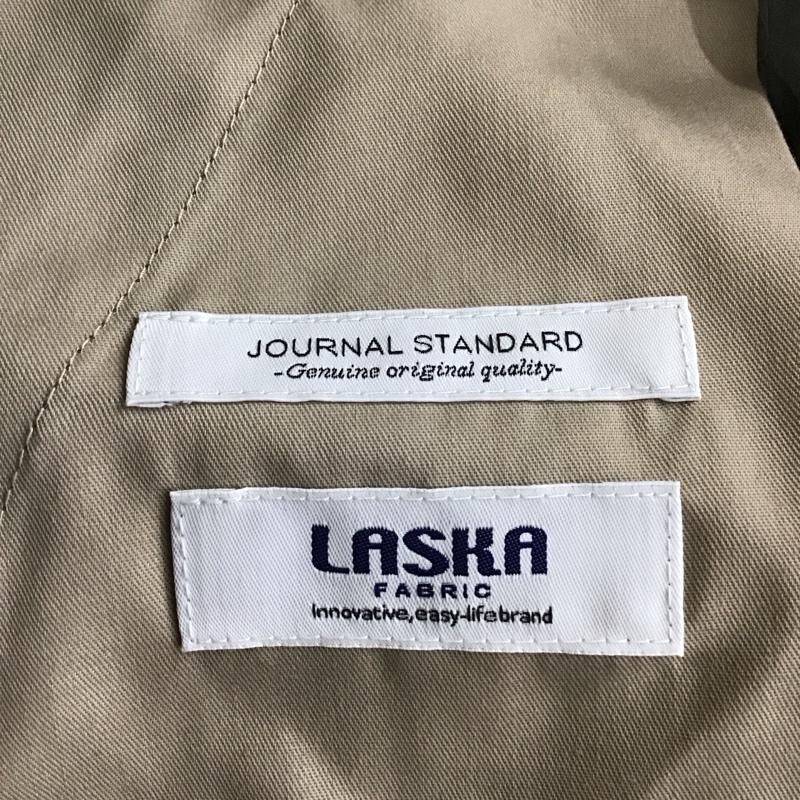 JOURNAL STANDARD
-Genuine original quality-
LASKA
FABRIC
Innovative,easy-life brand